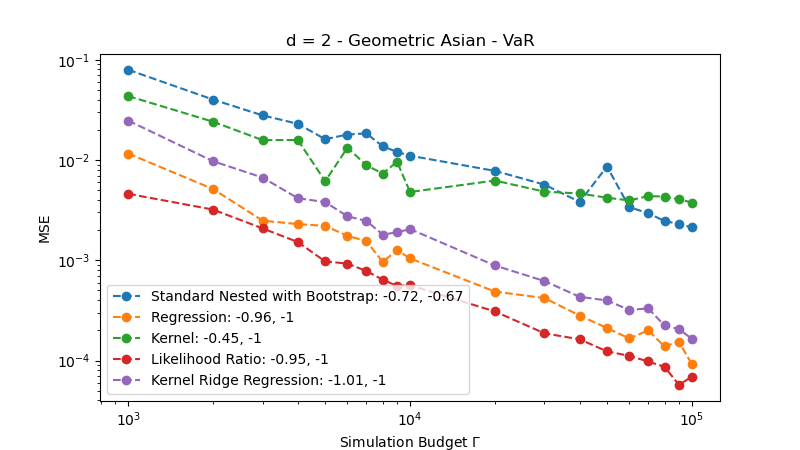 d = 2 - Geometric Asian - VaR
10⁻¹
10⁻²
10⁻³
10⁻⁴
MSE
Standard Nested with Bootstrap: -0.72, -0.67
Regression: -0.96, -1
Kernel: -0.45, -1
Likelihood Ratio: -0.95, -1
Kernel Ridge Regression: -1.01, -1
10³ 10⁴ 10⁵
Simulation Budget Γ